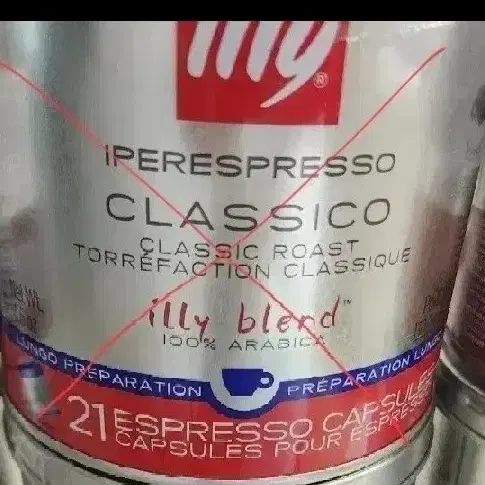 illy®
IPERESPRESSO
CLASSICO
CLASSIC ROAST
TORRÉFACTION CLASSIQUE
illy blend™
100% ARABICA
LUNGO PREPARATION
PRÉPARATION LUNGO
21 ESPRESSO CAPSULES
CAPSULES POUR ESPRESSO